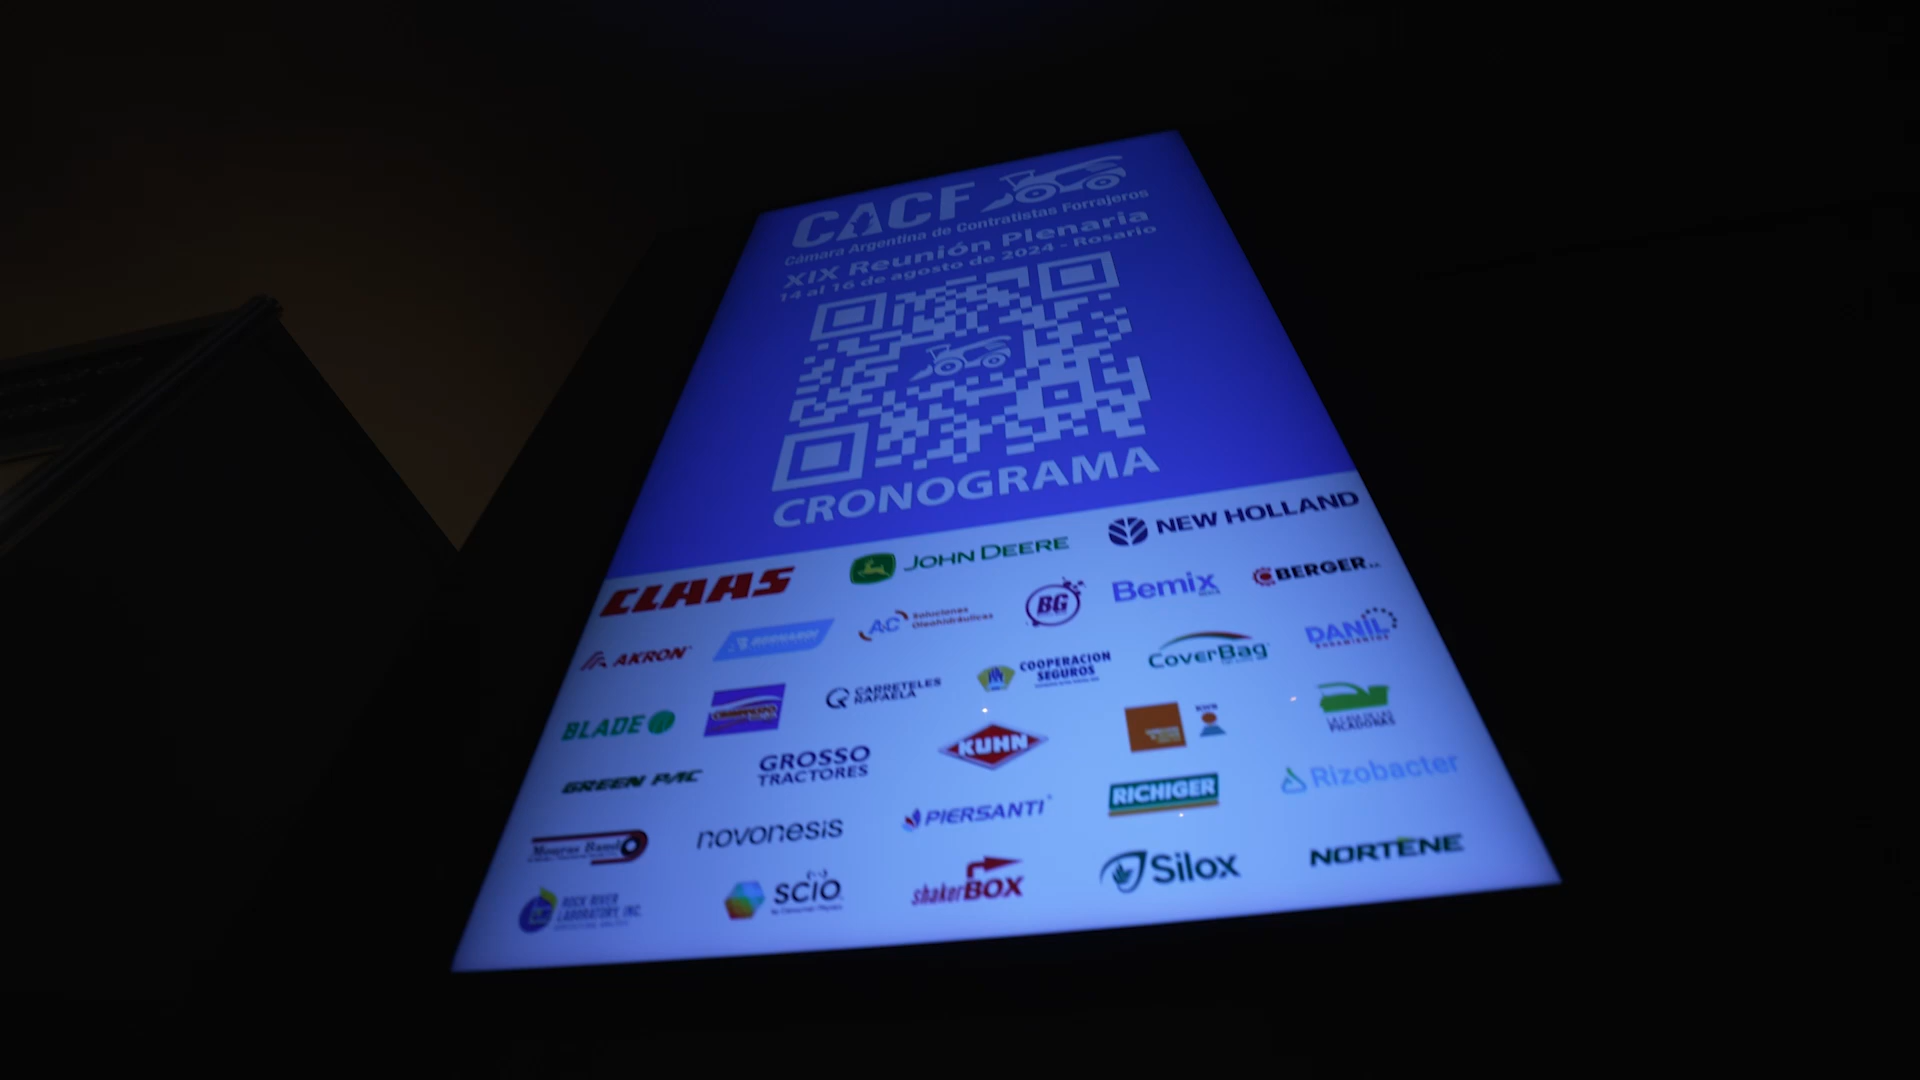 CACF
Cámara Argentina de Contratistas Forrajeros
XIX Reunión Plenaria
14 al 16 de agosto de 2024 - Rosario
CRONOGRAMA
CLAAS
JOHN DEERE
NEW HOLLAND
AKRON
AC Soluciones Oleohidráulicas
BG
Bemix
BERGER
BLADE
CARRETELES RAFAELA
COOPERACION SEGUROS
CoverBag
DANIL
GREEN PAC
GROSSO TRACTORES
KUHN
KWS
PICADORAS
novonesis
PIERSANTI
RICHIGER
Rizobacter
ROCK RIVER LABORATORY, INC.
SCiO
shakerBOX
Silox
NORTENE